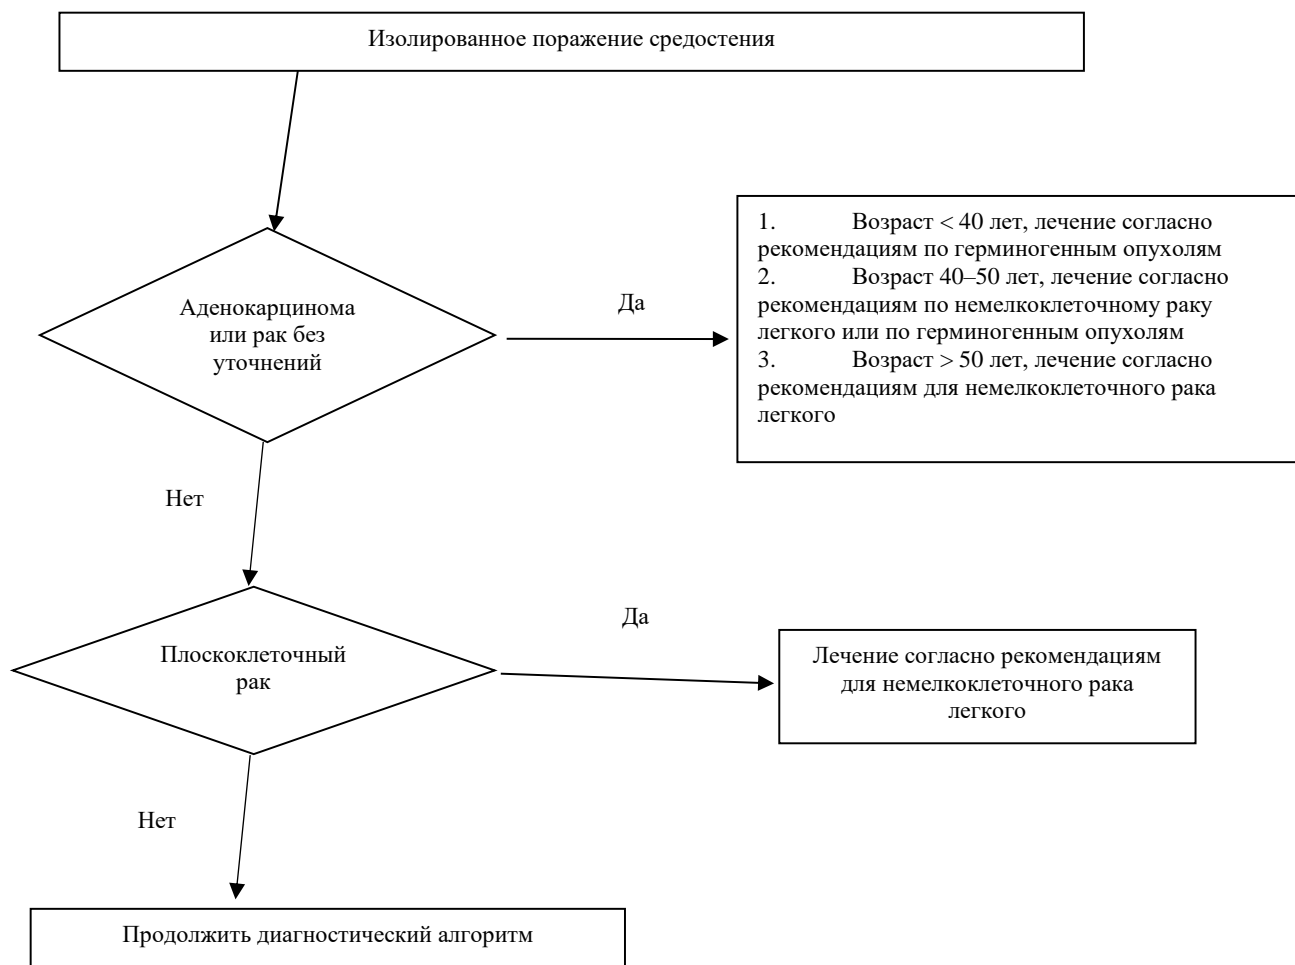 Изолированное поражение средостения
Аденокарцинома
или рак без
уточнений
Да
1. Возраст < 40 лет, лечение согласно
рекомендациям по герминогенным опухолям
2. Возраст 40–50 лет, лечение согласно
рекомендациям по немелкоклеточному раку
легкого или по герминогенным опухолям
3. Возраст > 50 лет, лечение согласно
рекомендациям для немелкоклеточного рака
легкого
Нет
Плоскоклеточный
рак
Да
Лечение согласно рекомендациям
для немелкоклеточного рака
легкого
Нет
Продолжить диагностический алгоритм